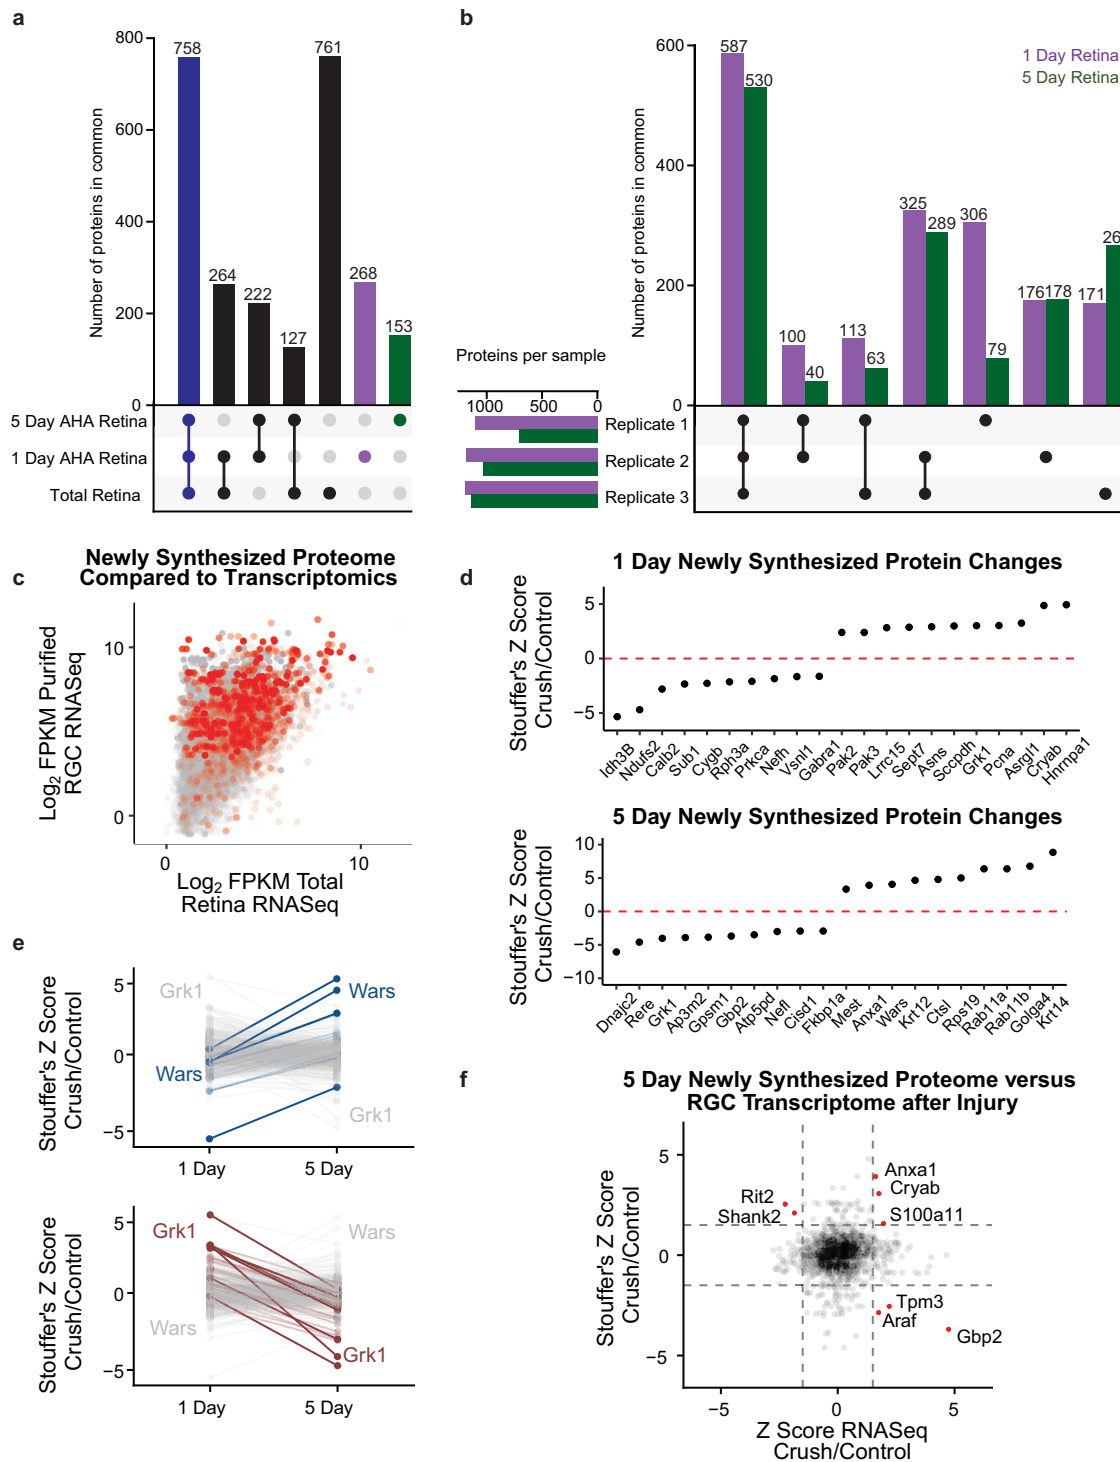 a
800
600
400
200
0
Number of proteins in common
758
264
222
127
761
268
153
5 Day AHA Retina
1 Day AHA Retina
Total Retina
b
600
400
200
0
Number of proteins in common
1 Day Retina
5 Day Retina
587
530
100
40
113
63
325
289
306
79
176
178
171
26
Proteins per sample
1000
500
0
Replicate 1
Replicate 2
Replicate 3
c
Newly Synthesized Proteome
Compared to Transcriptomics
Log2 FPKM Purified
RGC RNASeq
10
0
0
10
Log2 FPKM Total
Retina RNASeq
d
1 Day Newly Synthesized Protein Changes
Stouffer's Z Score
Crush/Control
5
0
−5
Idh3B
Ndufs2
Calb2
Sub1
Cygb
Rph3a
Prkca
Nefh
Vsnl1
Gabra1
Pak2
Pak3
Lrrc15
Sept7
Asns
Sccpdh
Grk1
Pcna
Asrgl1
Cryab
Hnrnpa1
5 Day Newly Synthesized Protein Changes
Stouffer's Z Score
Crush/Control
10
5
0
−5
−10
Dnajc2
Rere
Grk1
Ap3m2
Gpsm1
Gbp2
Atp5pd
Nefl
Cisd1
Fkbp1a
Mest
Anxa1
Wars
Krt12
Ctsl
Rps19
Rab11a
Rab11b
Golga4
Krt14
e
Stouffer's Z Score
Crush/Control
5
0
−5
Grk1
Wars
Wars
Grk1
1 Day
5 Day
Stouffer's Z Score
Crush/Control
5
0
−5
Grk1
Wars
Wars
Grk1
1 Day
5 Day
f
5 Day Newly Synthesized Proteome versus
RGC Transcriptome after Injury
Stouffer's Z Score
Crush/Control
5
0
−5
Anxa1
Cryab
Rit2
Shank2
S100a11
Tpm3
Araf
Gbp2
−5
0
5
Z Score RNASeq
Crush/Control